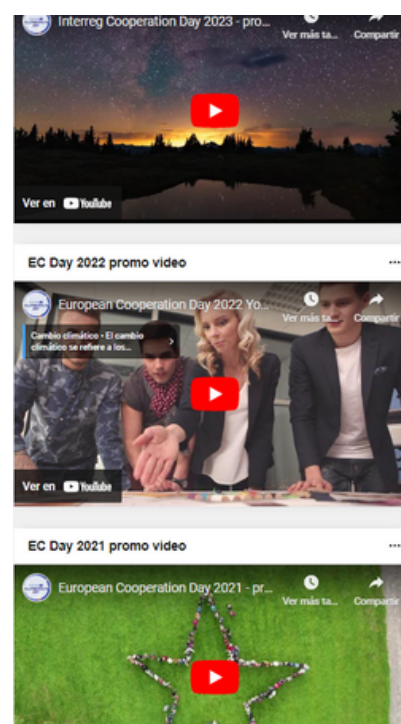 Interreg Cooperation Day 2023 - pro...
Ver más ta...
Compartir
Ver en YouTube
EC Day 2022 promo video
European Cooperation Day 2022 Yo...
Ver más ta...
Compartir
Cambio climático • El cambio
climático se refiere a los...
Ver en YouTube
EC Day 2021 promo video
European Cooperation Day 2021 - pr...
Ver más ta...
Compartir